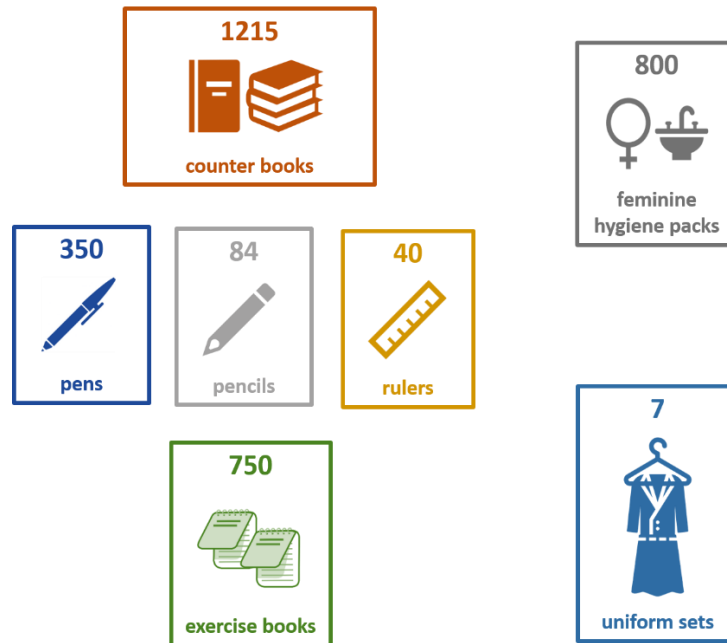 1215
counter books
800
feminine
hygiene packs
350
pens
84
pencils
40
rulers
750
exercise books
7
uniform sets